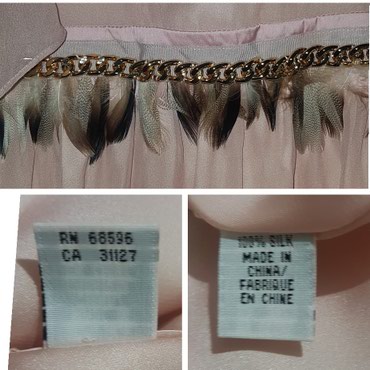 RN 68596
CA 31127
100% SILK
MADE IN
CHINA/
FABRIQUE
EN CHINE